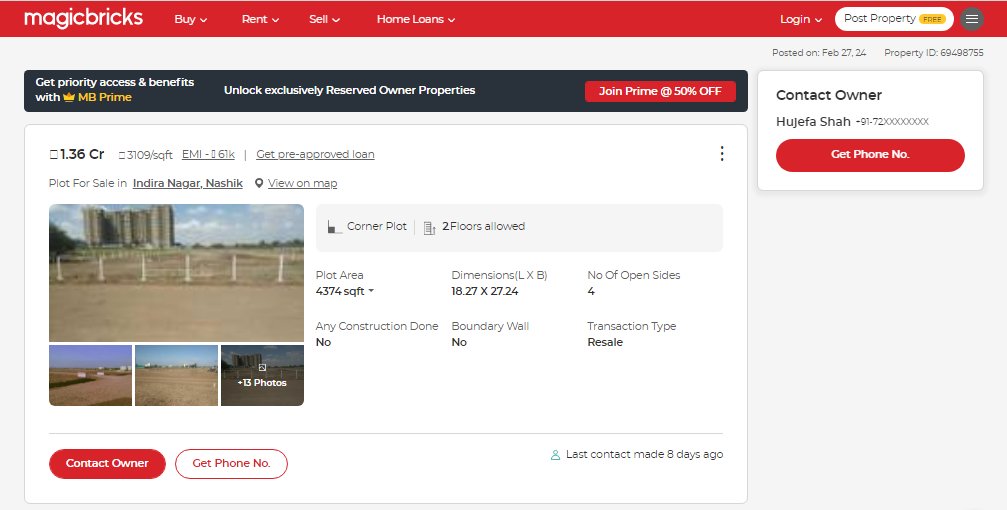 magicbricks Buy Rent Sell Home Loans Login Post Property FREE
Posted on: Feb 27, 24 Property ID: 69498755
Get priority access & benefits
with MB Prime
Unlock exclusively Reserved Owner Properties
Join Prime @ 50% OFF
Contact Owner
Hujefa Shah +91-72XXXXXXXX
Get Phone No.
1.36 Cr 3109/sqft EMI - 61k | Get pre-approved loan
Plot For Sale in Indira Nagar, Nashik View on map
Corner Plot 2 Floors allowed
Plot Area Dimensions(L X B) No Of Open Sides
4374 sqft 18.27 X 27.24 4
Any Construction Done Boundary Wall Transaction Type
No No Resale
+13 Photos
Contact Owner Get Phone No. Last contact made 8 days ago